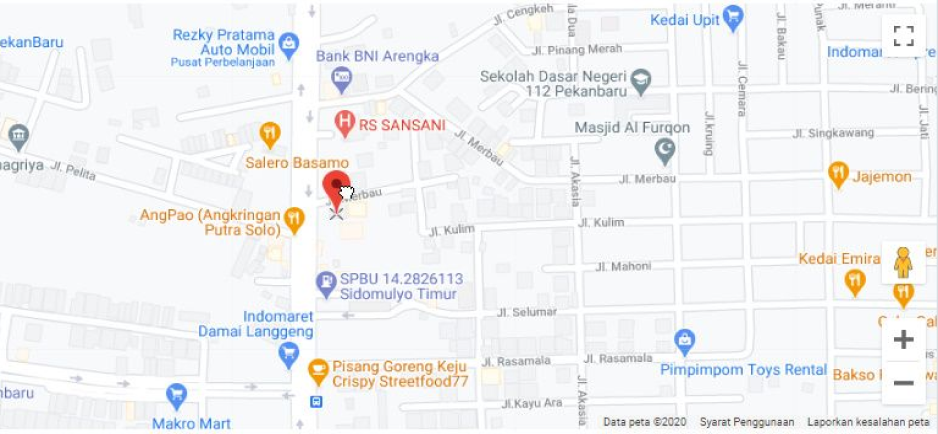 Jl. Cengkeh
Jl. Meranti
Kedai Upit
ekanBaru
Rezky Pratama
Auto Mobil
Pusat Perbelanjaan
Jl. Pinang Merah
Jl. Bakau
Bank BNI Arengka
Sekolah Dasar Negeri
112 Pekanbaru
Jl. Cemara
RS SANSANI
Masjid Al Furqon
Jl.kruing
Jl. Singkawang
Jl. Jati
Salero Basamo
Jl. Merbau
agriya
Jl. Pelita
Jl. Merbau
Jajemon
Jl. Akasia
Merbau
AngPao (Angkringan
Putra Solo)
Jl. Kulim
Jl. Kulim
Jl. Mahoni
Kedai Emira
SPBU 14.2826113
Sidomulyo Timur
Indomaret
Damai Langgeng
Jl. Selumar
Jl. Rasamala
Jl. Rasamala
Pisang Goreng Keju
Crispy Streetfood77
Pimpimpom Toys Rental
Bakso
nbaru
Jl. Akasia
Jl.Kayu Ara
Makro Mart
Data peta ©2020
Syarat Penggunaan
Laporkan kesalahan peta